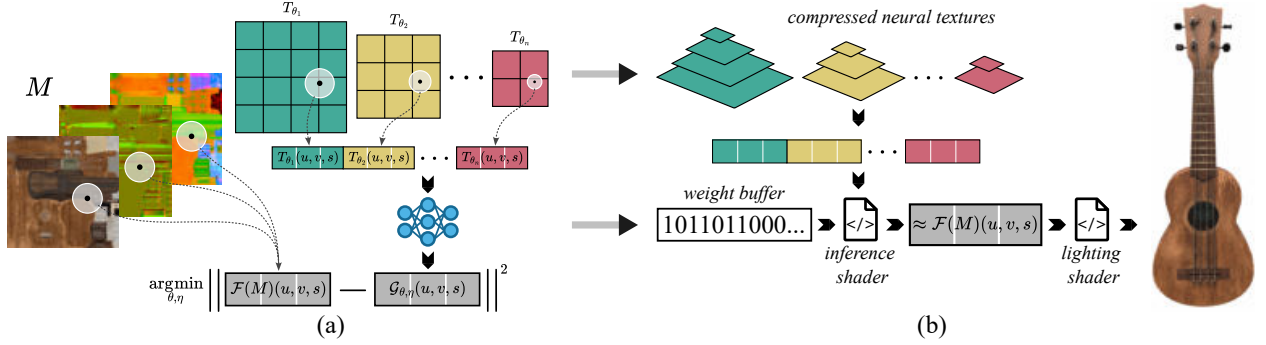 M
T_{θ_1}
T_{θ_2}
T_{θ_n}
T_{θ_1}(u, v, s) T_{θ_2}(u, v, s) · · · T_{θ_n}(u, v, s)
argmin
θ,η
|| F(M)(u, v, s) — G_{θ,η}(u, v, s) ||²
(a)
compressed neural textures
weight buffer
1011011000...
</>
inference
shader
≈ F(M)(u, v, s)
</>
lighting
shader
(b)